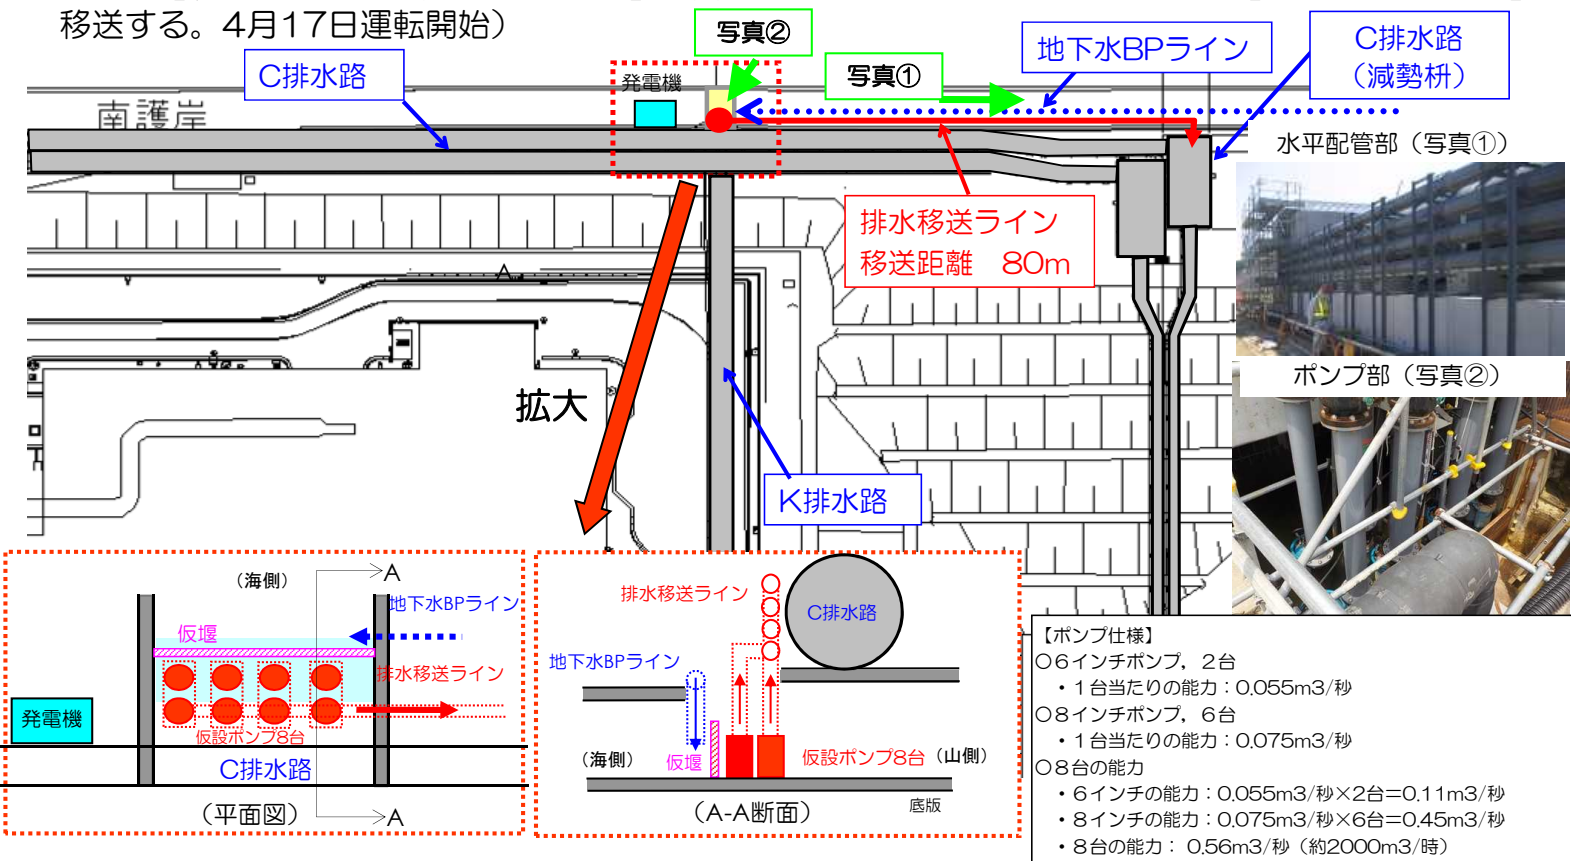 移送する。4月17日運転開始）
写真②
C排水路
発電機
写真①
地下水BPライン
C排水路
（減勢枡）
南護岸
水平配管部（写真①）
排水移送ライン
移送距離　80m
A
ポンプ部（写真②）
拡大
K排水路
（海側）
A
地下水BPライン
仮堰
排水移送ライン
発電機
仮設ポンプ8台
C排水路
（平面図）
A
排水移送ライン
C排水路
地下水BPライン
（海側）
仮堰
仮設ポンプ8台
（山側）
（A-A断面）
底版
【ポンプ仕様】
○6インチポンプ，2台
・1台当たりの能力：0.055m3/秒
○8インチポンプ，6台
・1台当たりの能力：0.075m3/秒
○8台の能力
・6インチの能力：0.055m3/秒×2台＝0.11m3/秒
・8インチの能力：0.075m3/秒×6台＝0.45m3/秒
・8台の能力： 0.56m3/秒（約2000m3/時）